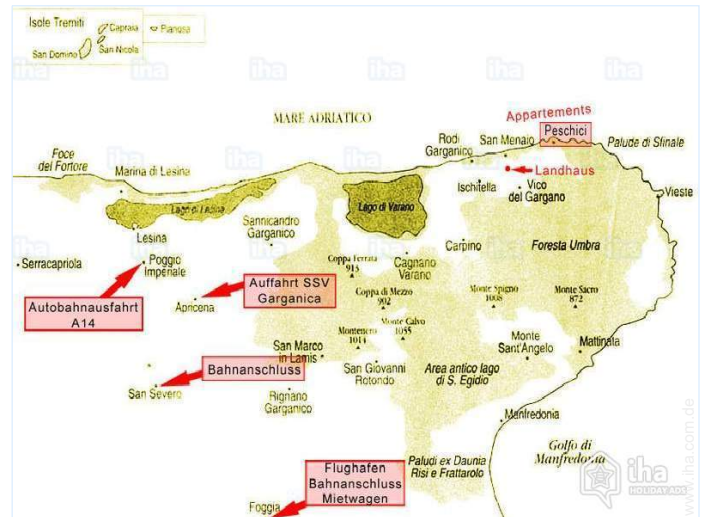 Isole Tremiti
Capraia
Pianosa
San Domino
San Nicola
MARE ADRIATICO
Appartements
Peschici
Rodi
Garganico
San Menaio
Palude di Sfinale
Foce
del Fortore
Marina di Lesina
Landhaus
Ischitella
Vico
del Gargano
Vieste
Lago di Lesina
Lago di Varano
Sannicandro
Garganico
Lesina
Serracapriola
Poggio
Imperiale
Coppa Ferrata
913
Cagnano
Varano
Carpino
Foresta Umbra
Auffahrt SSV
Garganica
Autobahnausfahrt
A14
Apricena
Coppa di Mezzo
902
Monte Spigno
1008
Monte Sacro
872
Montenero
1014
Monte Calvo
1055
San Marco
in Lamis
Monte
Sant'Angelo
Mattinata
Bahnanschluss
San Severo
San Giovanni
Rotondo
Area antico lago
di S. Egidio
Rignano
Garganico
Manfredonia
Golfo di
Manfredonia
Flughafen
Bahnanschluss
Mietwagen
Paludi ex Daunia
Risi e Frattarolo
Foggia
iha
HOLIDAY ADS
www.iha.com.de